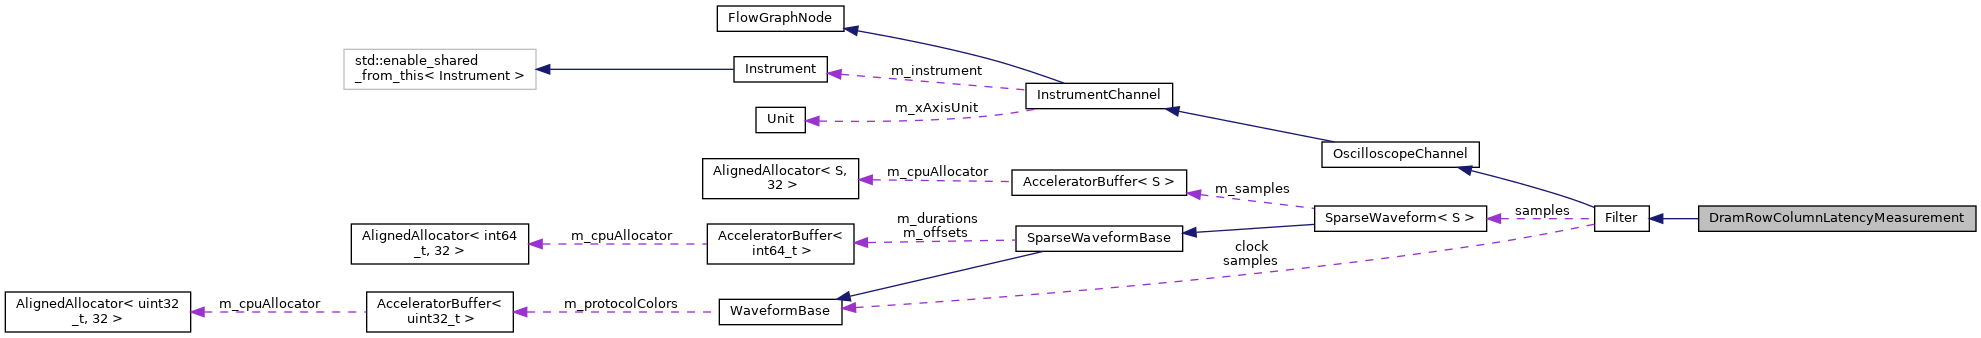 FlowGraphNode
std::enable_shared
_from_this< Instrument >
Instrument
m_instrument
InstrumentChannel
Unit
m_xAxisUnit
OscilloscopeChannel
AlignedAllocator< S,
32 >
m_cpuAllocator
AcceleratorBuffer< S >
m_samples
SparseWaveform< S >
samples
Filter
DramRowColumnLatencyMeasurement
AlignedAllocator< int64
_t, 32 >
m_cpuAllocator
AcceleratorBuffer<
int64_t >
m_durations
m_offsets
SparseWaveformBase
clock
samples
AlignedAllocator< uint32
_t, 32 >
m_cpuAllocator
AcceleratorBuffer<
uint32_t >
m_protocolColors
WaveformBase